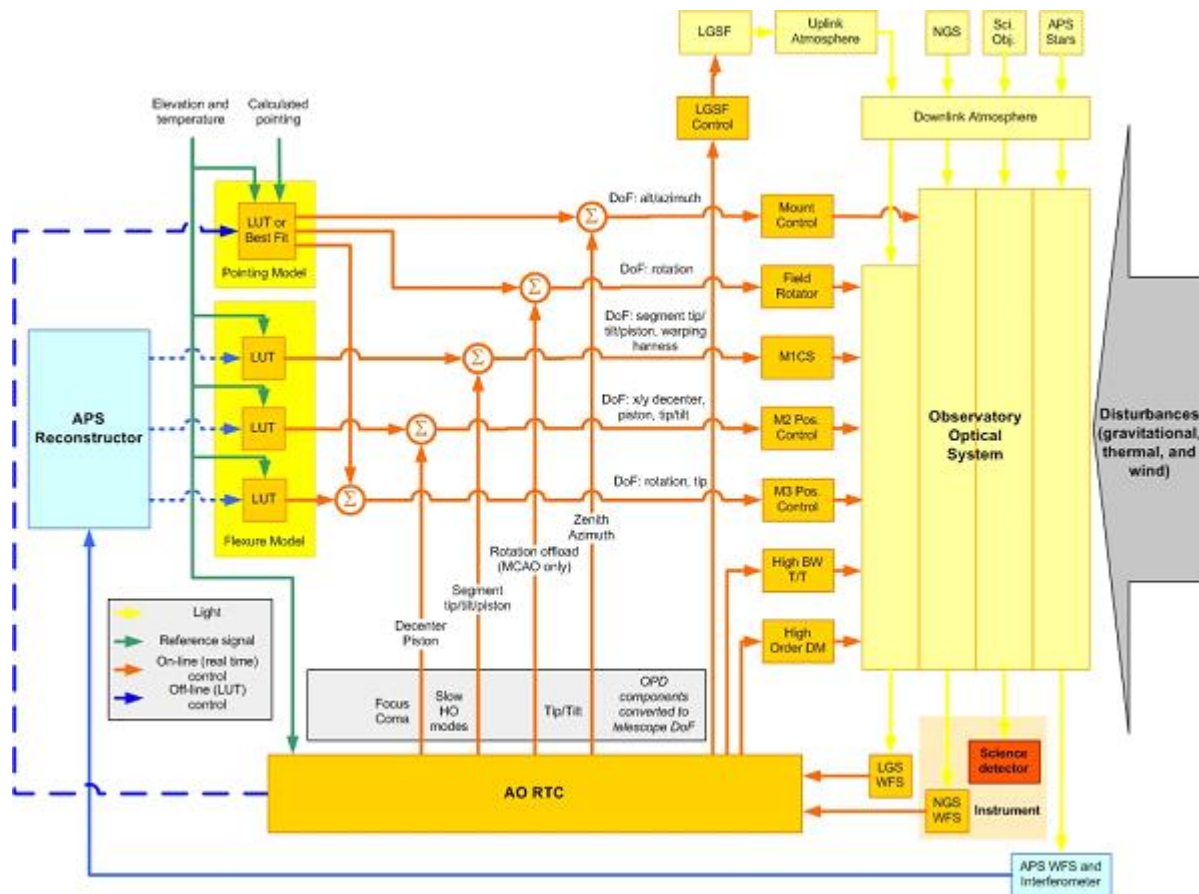 LGSF
Uplink
Atmosphere
NGS
Sci.
Obj.
APS
Stars
Elevation and
temperature
Calculated
pointing
LGSF
Control
Downlink Atmosphere
LUT or
Best Fit
Pointing Model
Σ
DoF: alt/azimuth
Mount
Control
Σ
DoF: rotation
Field
Rotator
LUT
Σ
DoF: segment tip/
tilt/piston, warping
harness
M1CS
APS
Reconstructor
LUT
Σ
DoF: x/y decenter,
piston, tip/tilt
M2 Pos.
Control
Observatory
Optical
System
Disturbances
(gravitational,
thermal, and
wind)
LUT
Σ
DoF: rotation, tip
M3 Pos.
Control
Flexure Model
Zenith
Azimuth
Rotation offload
(MCAO only)
Segment
tip/tilt/piston
Decenter
Piston
High BW
T/T
High
Order DM
Light
Reference signal
On-line (real time)
control
Off-line (LUT)
control
Focus
Coma
Slow
HO
modes
Tip/Tilt
OPD
components
converted to
telescope DoF
AO RTC
LGS
WFS
Science
detector
NGS
WFS
Instrument
APS WFS and
Interferometer